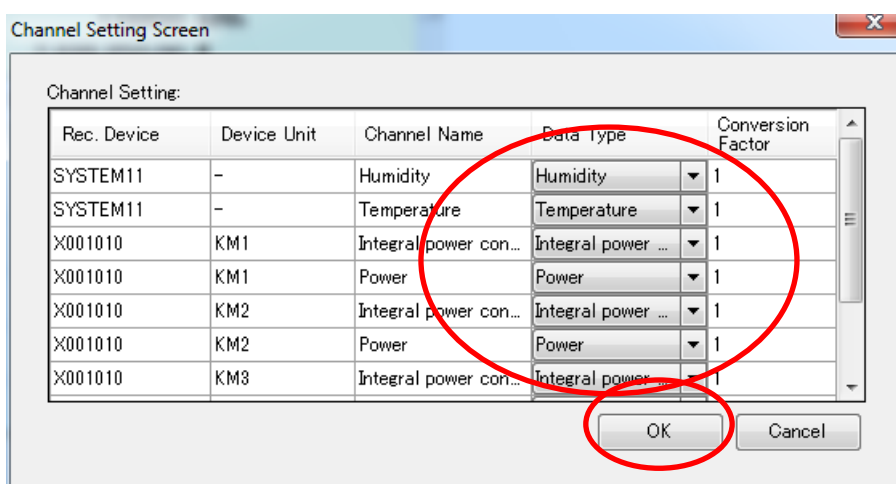 Channel Setting Screen
Channel Setting:
Rec. Device Device Unit Channel Name Data Type Conversion Factor
SYSTEM11 - Humidity Humidity 1
SYSTEM11 - Temperature Temperature 1
X001010 KM1 Integral power con... Integral power ... 1
X001010 KM1 Power Power 1
X001010 KM2 Integral power con... Integral power ... 1
X001010 KM2 Power Power 1
X001010 KM3 Integral power con... Integral power ... 1
OK Cancel